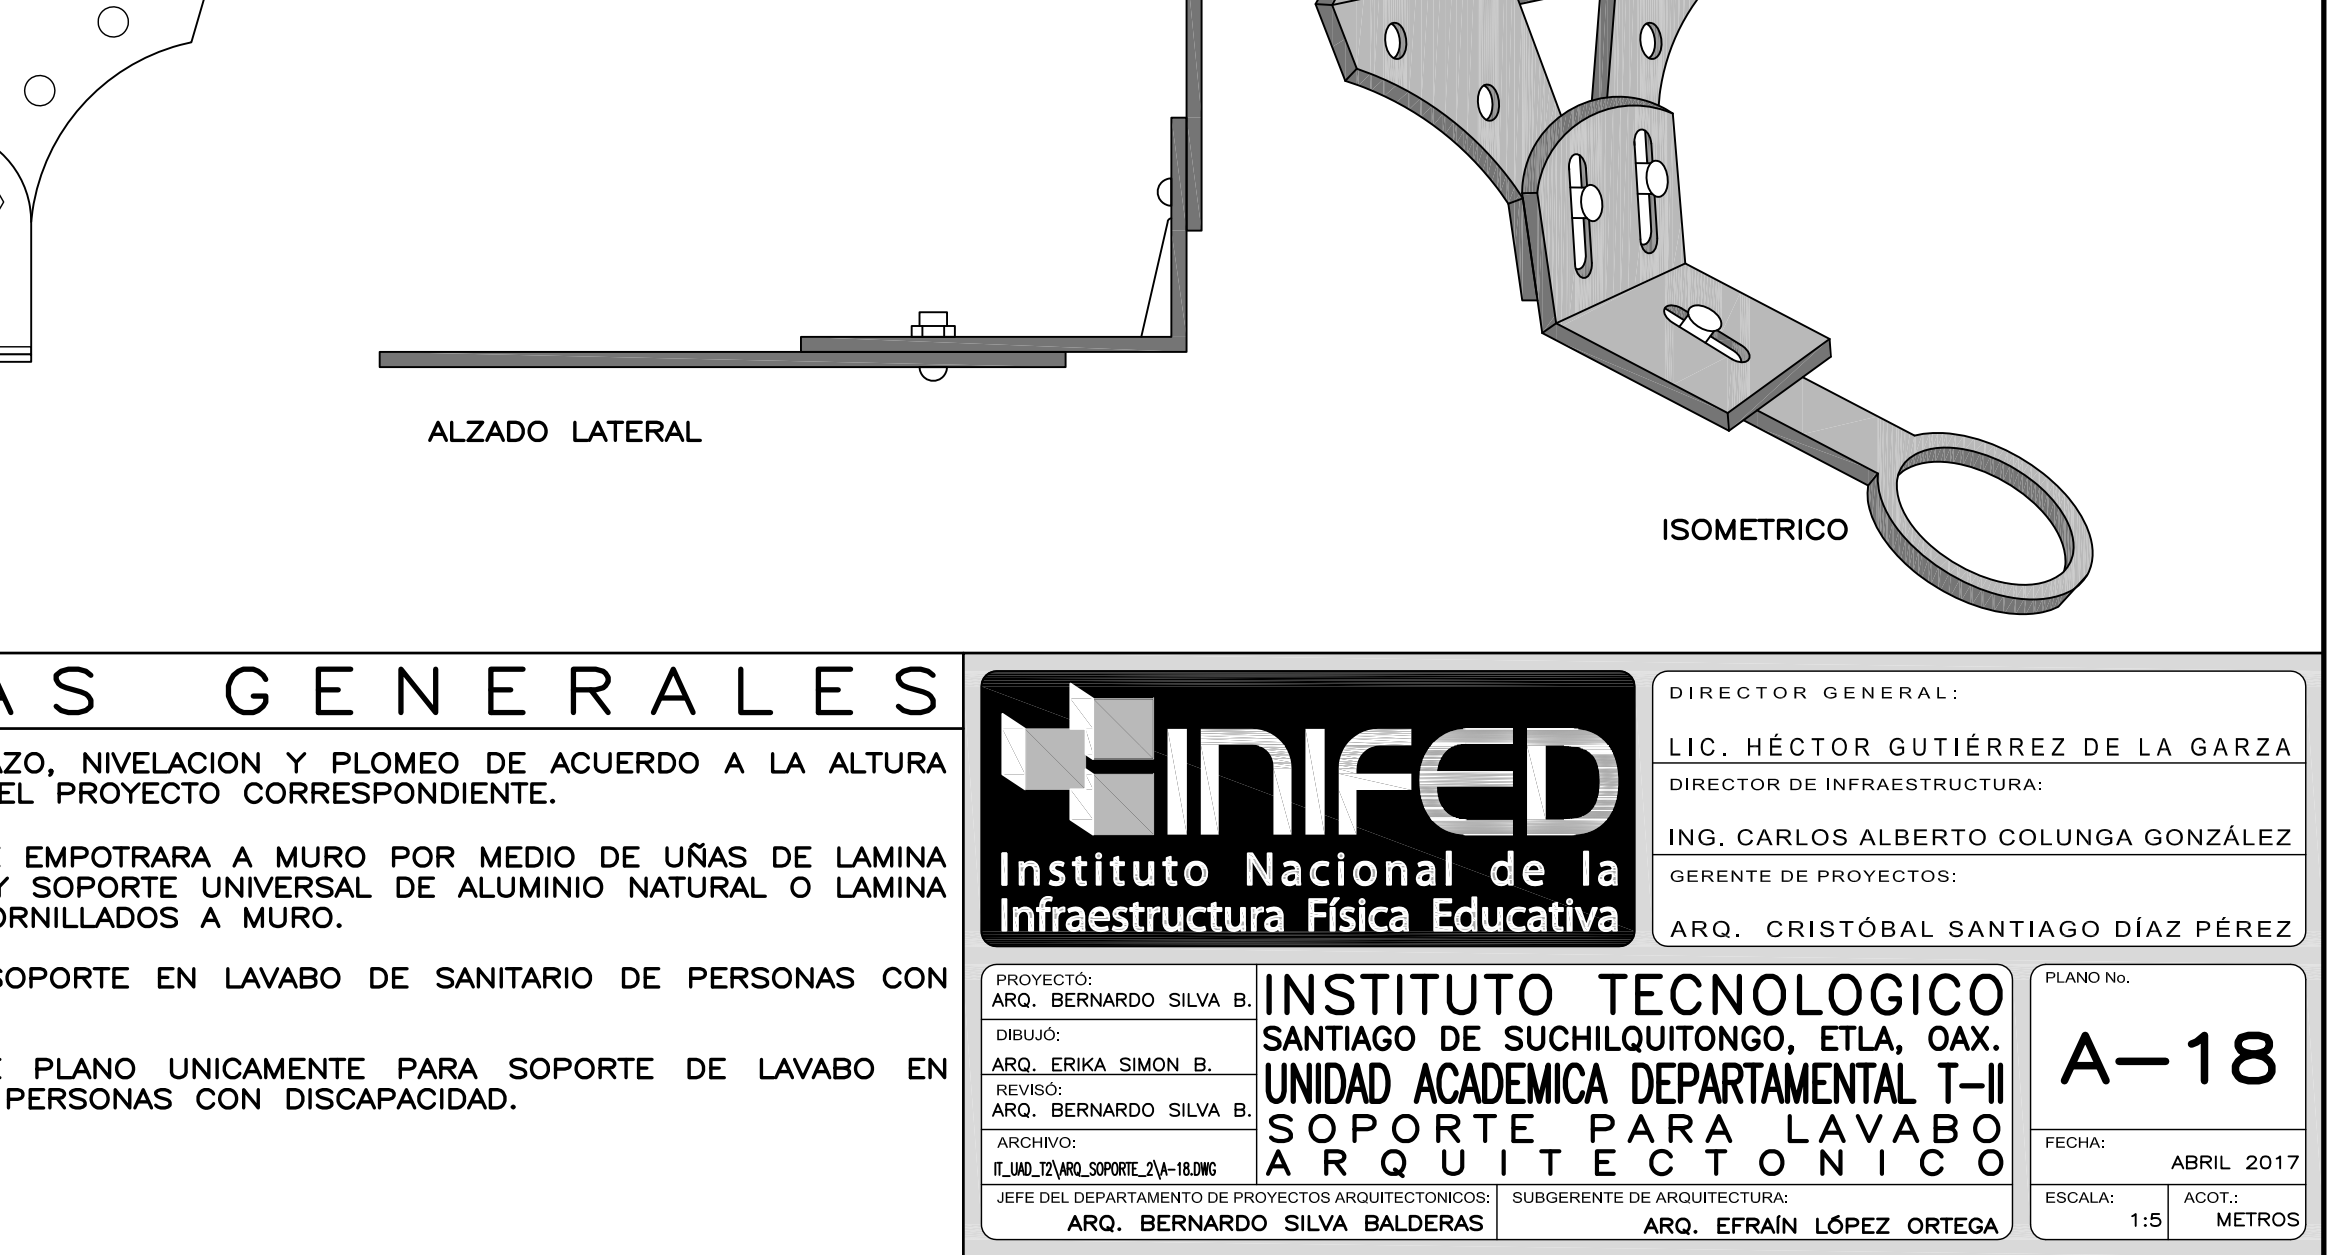 ALZADO LATERAL
ISOMETRICO
AS GENERALES
AZO, NIVELACION Y PLOMEO DE ACUERDO A LA ALTURA
EL PROYECTO CORRESPONDIENTE.
EMPOTRARA A MURO POR MEDIO DE UÑAS DE LAMINA
Y SOPORTE UNIVERSAL DE ALUMINIO NATURAL O LAMINA
ORNILLADOS A MURO.
SOPORTE EN LAVABO DE SANITARIO DE PERSONAS CON
PLANO UNICAMENTE PARA SOPORTE DE LAVABO EN
PERSONAS CON DISCAPACIDAD.
INIFED
Instituto Nacional de la
Infraestructura Física Educativa
DIRECTOR GENERAL:
LIC. HÉCTOR GUTIÉRREZ DE LA GARZA
DIRECTOR DE INFRAESTRUCTURA:
ING. CARLOS ALBERTO COLUNGA GONZÁLEZ
GERENTE DE PROYECTOS:
ARQ. CRISTÓBAL SANTIAGO DÍAZ PÉREZ
PROYECTÓ:
ARQ. BERNARDO SILVA B.
DIBUJÓ:
ARQ. ERIKA SIMON B.
REVISÓ:
ARQ. BERNARDO SILVA B.
ARCHIVO:
IT_UAD_T2\ARQ_SOPORTE_2\A-18.DWG
INSTITUTO TECNOLOGICO
SANTIAGO DE SUCHILQUITONGO, ETLA, OAX.
UNIDAD ACADEMICA DEPARTAMENTAL T-II
SOPORTE PARA LAVABO
ARQUITECTONICO
JEFE DEL DEPARTAMENTO DE PROYECTOS ARQUITECTONICOS:
ARQ. BERNARDO SILVA BALDERAS
SUBGERENTE DE ARQUITECTURA:
ARQ. EFRAÍN LÓPEZ ORTEGA
PLANO No.
A-18
FECHA:
ABRIL 2017
ESCALA:
1:5
ACOT.:
METROS